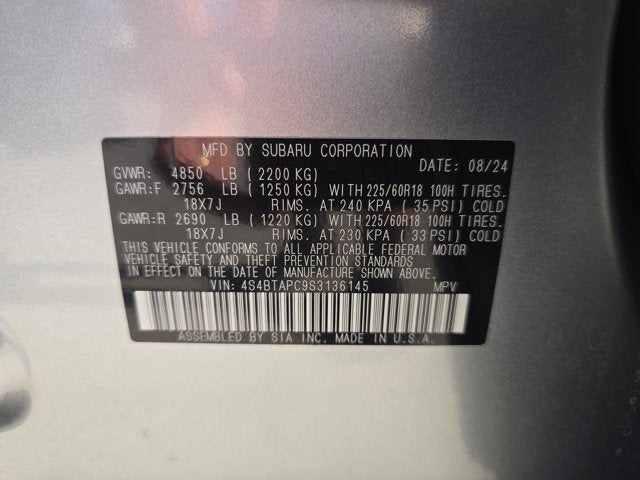 MFD BY SUBARU CORPORATION
DATE: 08/24
GVWR: 4850 LB (2200 KG)
GAWR:F 2756 LB (1250 KG) WITH 225/60R18 100H TIRES.
18X7J RIMS. AT 240 KPA (35 PSI) COLD
GAWR:R 2690 LB (1220 KG) WITH 225/60R18 100H TIRES.
18X7J RIMS. AT 230 KPA (33 PSI) COLD
THIS VEHICLE CONFORMS TO ALL APPLICABLE FEDERAL MOTOR
VEHICLE SAFETY AND THEFT PREVENTION STANDARDS
IN EFFECT ON THE DATE OF MANUFACTURE SHOWN ABOVE.
VIN: 4S4BTAPC9S3136145 MPV
ASSEMBLED BY SIA INC. MADE IN U.S.A.